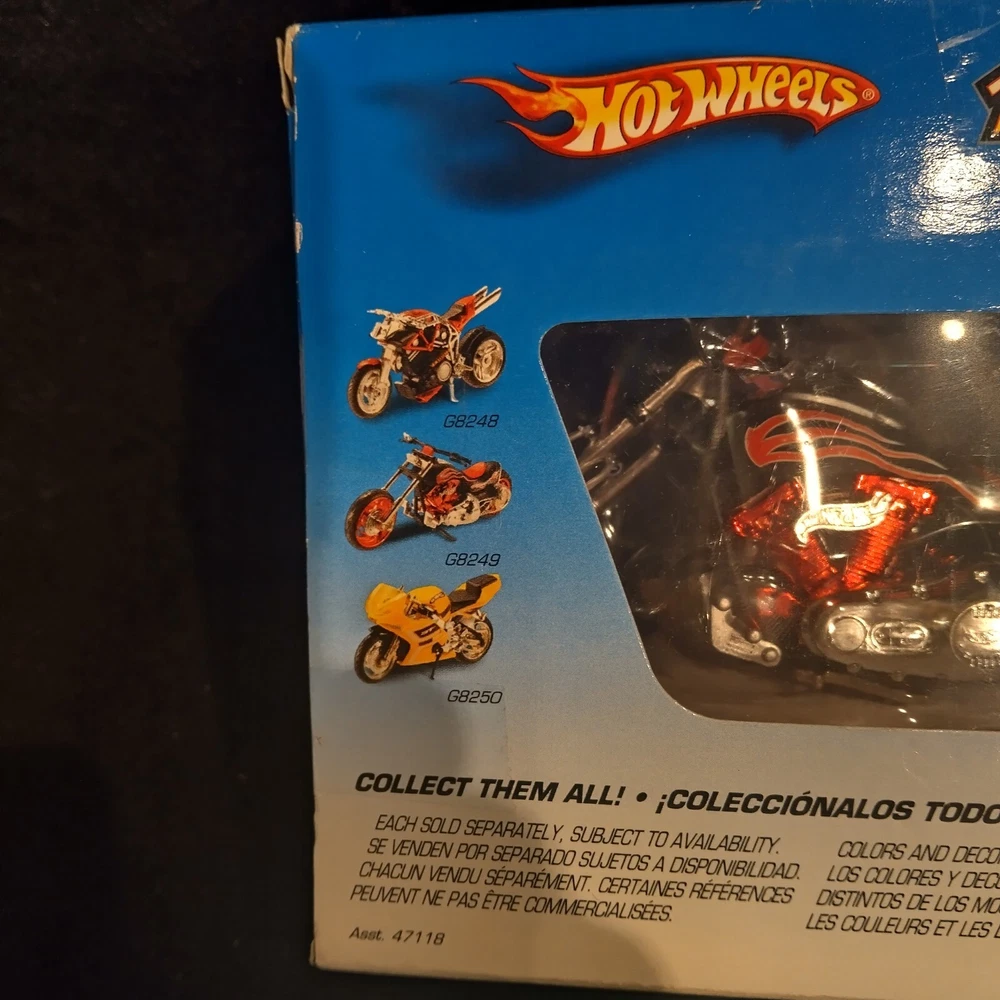 HOT WHEELS®
G8248
G8249
G8250
COLLECT THEM ALL! • ¡COLECCIÓNALOS TODO
EACH SOLD SEPARATELY, SUBJECT TO AVAILABILITY.
SE VENDEN POR SEPARADO SUJETOS A DISPONIBILIDAD.
CHACUN VENDU SÉPARÉMENT. CERTAINES RÉFÉRENCES
PEUVENT NE PAS ÊTRE COMMERCIALISÉES.
COLORS AND DECO
LOS COLORES Y DECO
DISTINTOS DE LOS MO
LES COULEURS ET LES
Asst. 47118